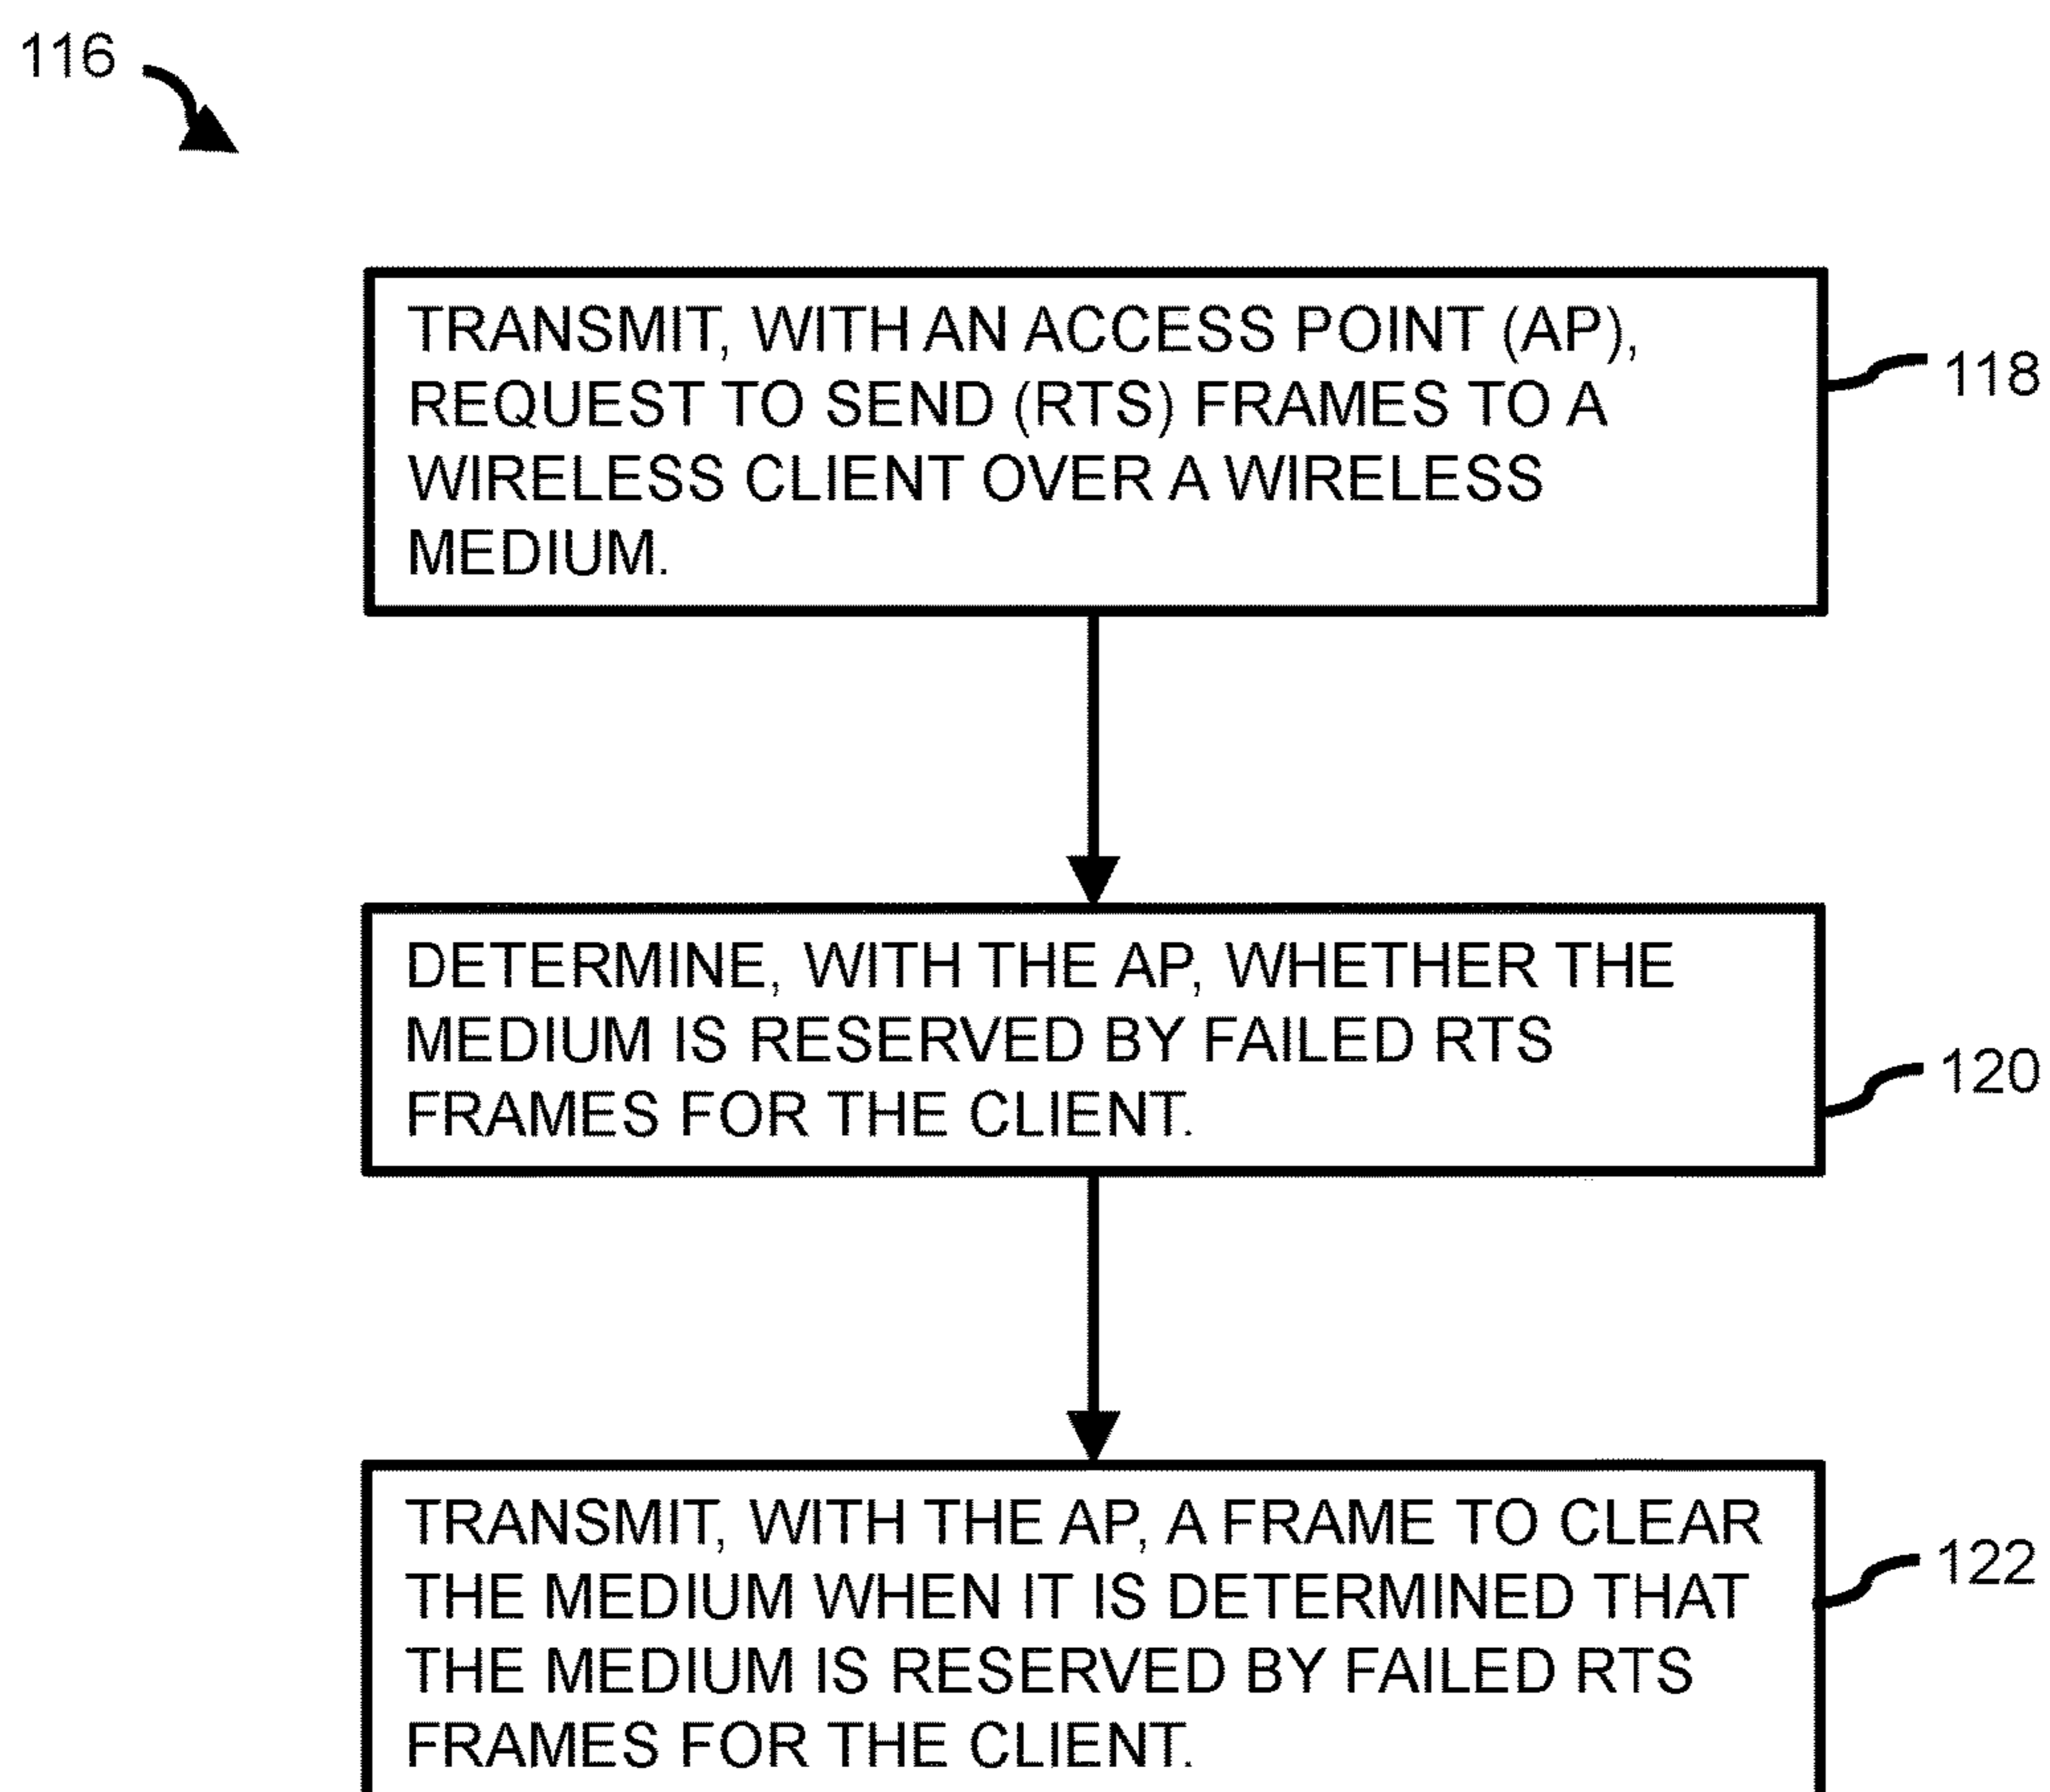 116
TRANSMIT, WITH AN ACCESS POINT (AP),
REQUEST TO SEND (RTS) FRAMES TO A
WIRELESS CLIENT OVER A WIRELESS
MEDIUM.
118
DETERMINE, WITH THE AP, WHETHER THE
MEDIUM IS RESERVED BY FAILED RTS
FRAMES FOR THE CLIENT.
120
TRANSMIT, WITH THE AP, A FRAME TO CLEAR
THE MEDIUM WHEN IT IS DETERMINED THAT
THE MEDIUM IS RESERVED BY FAILED RTS
FRAMES FOR THE CLIENT.
122